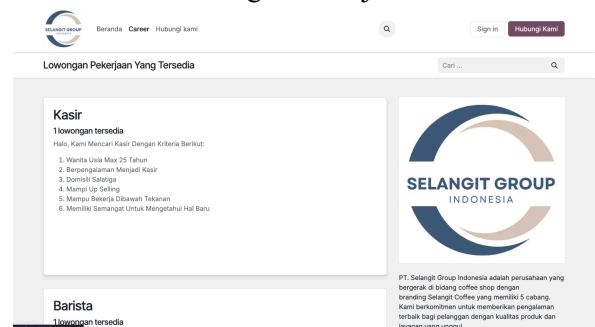 SELANGIT GROUP
INDONESIA
Beranda Career Hubungi kami
Sign in
Hubungi Kami
Lowongan Pekerjaan Yang Tersedia
Cari ...
Kasir
1 lowongan tersedia
Halo, Kami Mencari Kasir Dengan Kriteria Berikut:
1. Wanita Usia Max 25 Tahun
2. Berpengalaman Menjadi Kasir
3. Domisili Salatiga
4. Mampi Up Selling
5. Mampu Bekerja Dibawah Tekanan
6. Memiliki Semangat Untuk Mengetahui Hal Baru
SELANGIT GROUP
INDONESIA
PT. Selangit Group Indonesia adalah perusahaan yang
bergerak di bidang coffee shop dengan
branding Selangit Coffee yang memiliki 5 cabang.
Kami berkomitmen untuk memberikan pengalaman
terbaik bagi pelanggan dengan kualitas produk dan
layanan yang unggul
Barista
1 lowongan tersedia